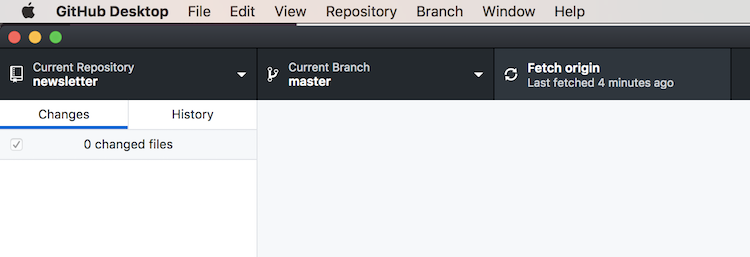 GitHub Desktop File Edit View Repository Branch Window Help
Current Repository
newsletter
Current Branch
master
Fetch origin
Last fetched 4 minutes ago
Changes
History
0 changed files